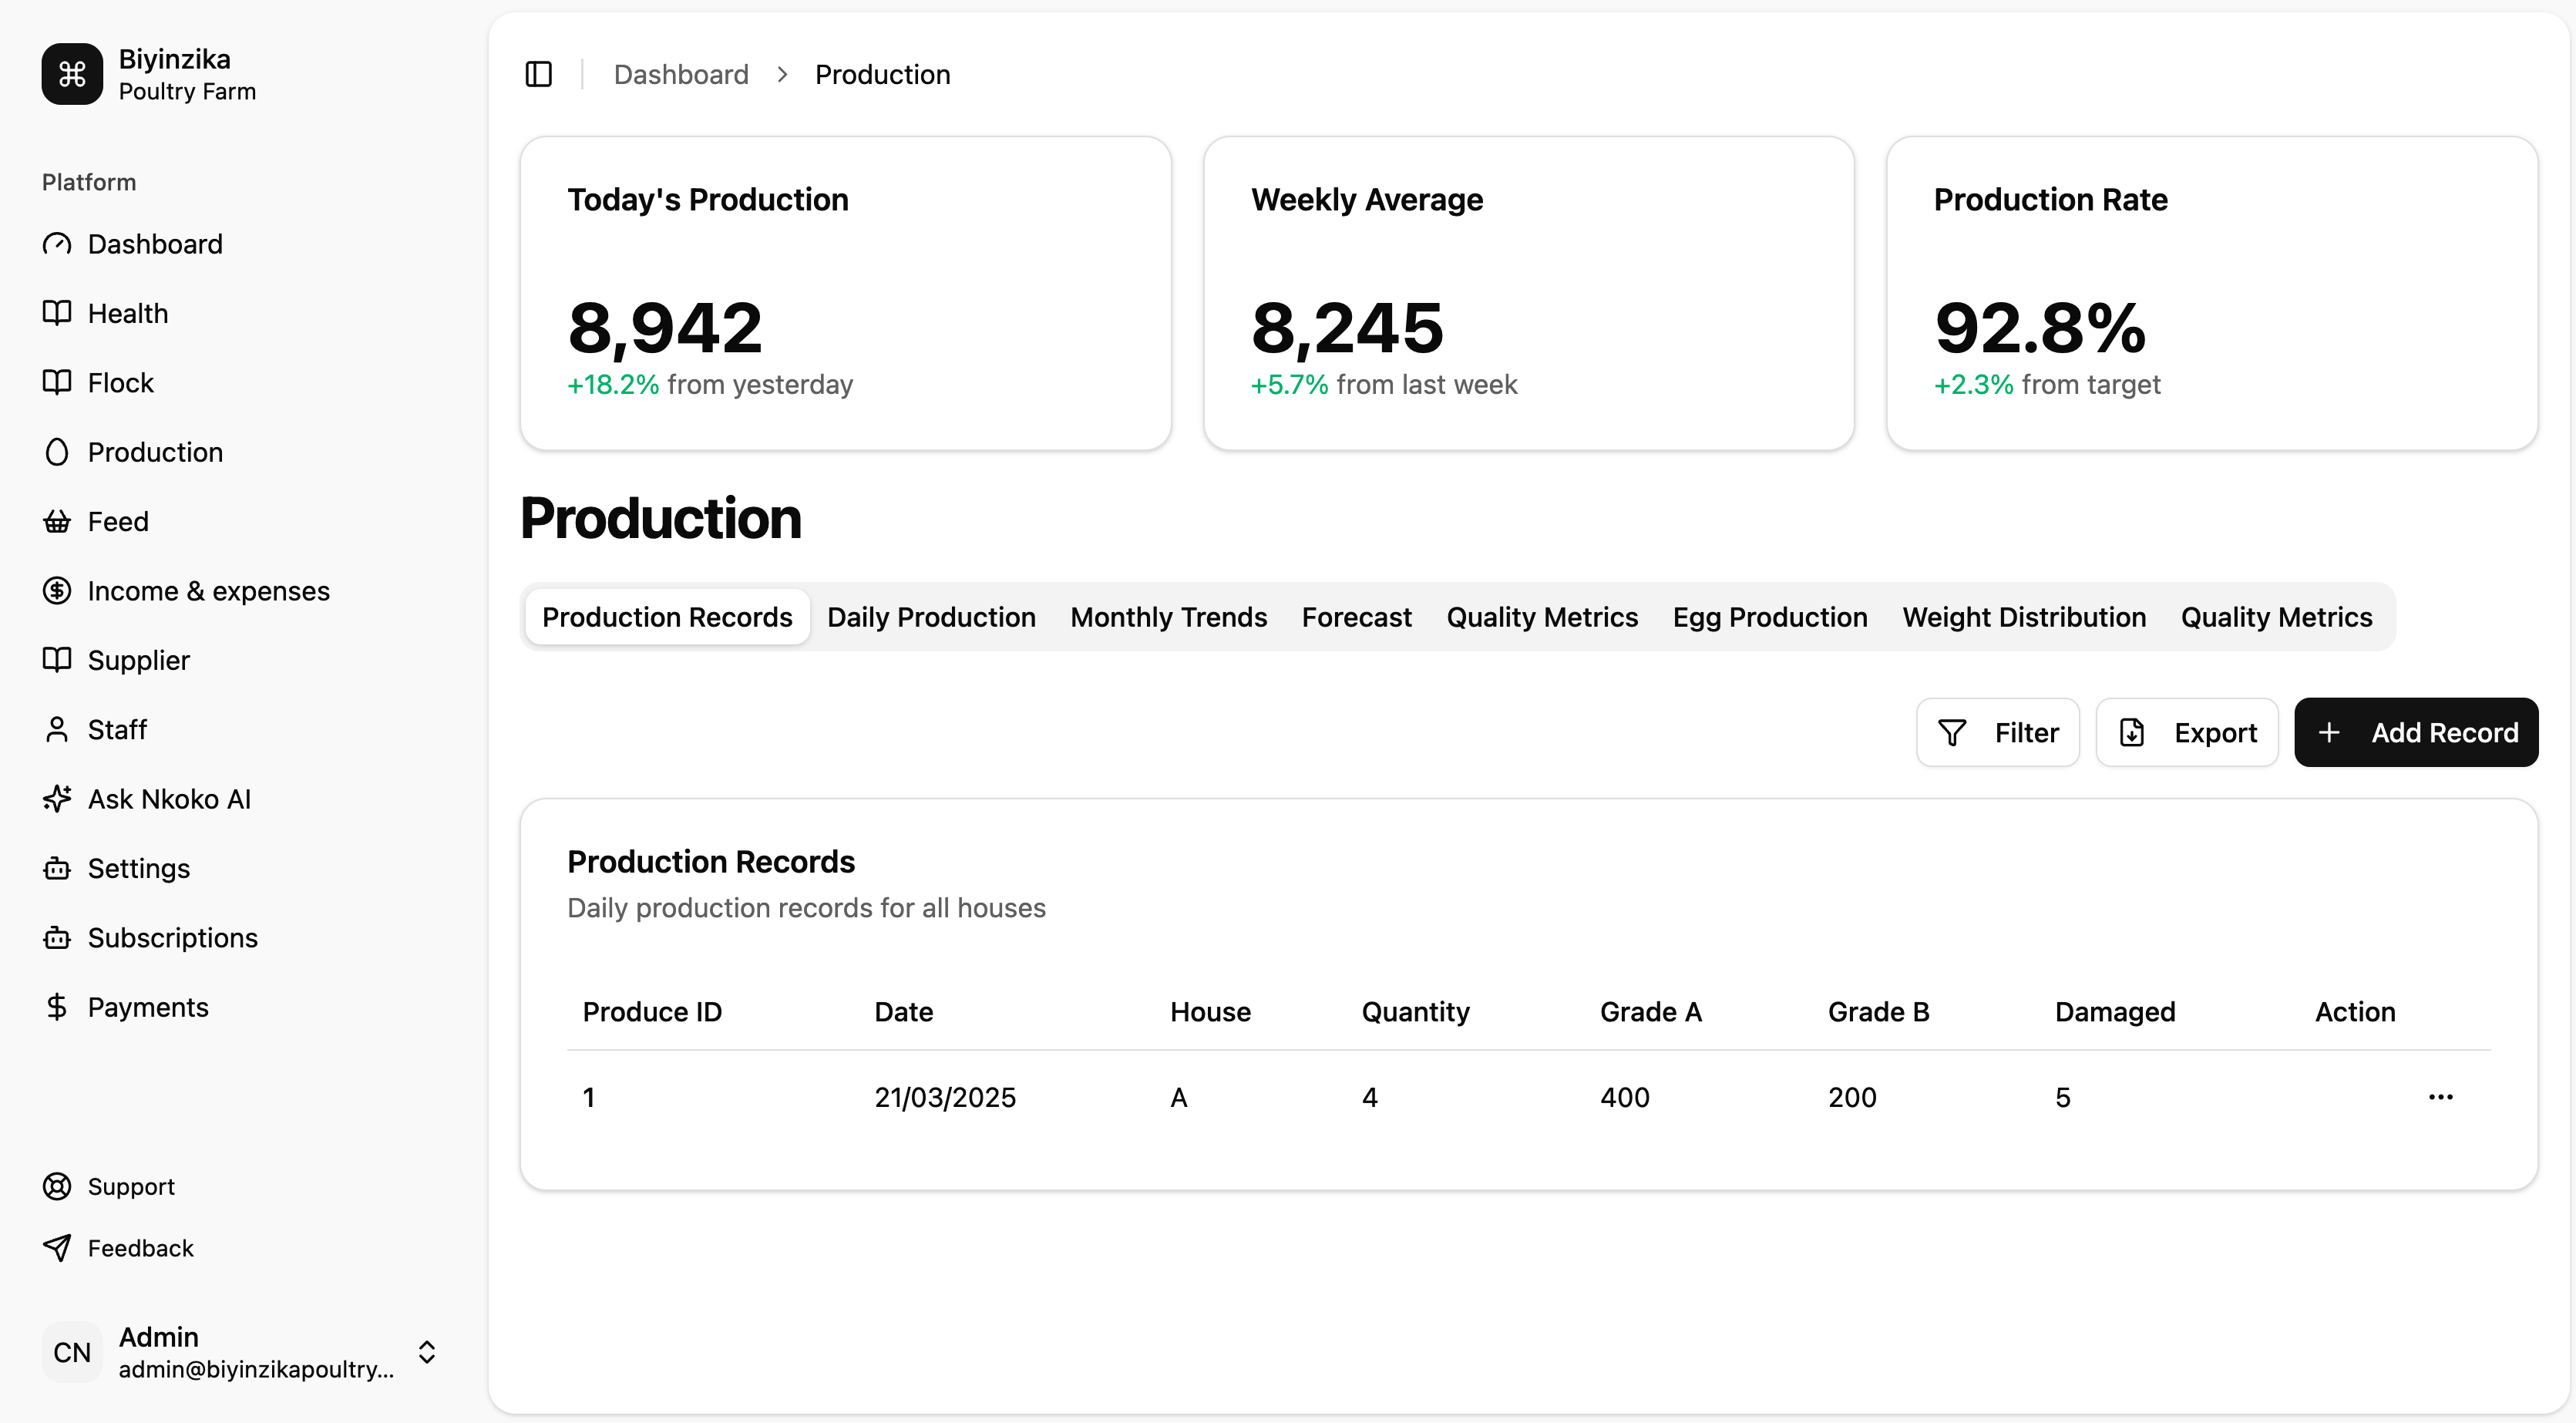 Biyinzika
Poultry Farm
Platform
Dashboard
Health
Flock
Production
Feed
Income & expenses
Supplier
Staff
Ask Nkoko AI
Settings
Subscriptions
Payments
Support
Feedback
CN
Admin
admin@biyinzikapoultry...
Dashboard > Production
Today's Production
8,942
+18.2% from yesterday
Weekly Average
8,245
+5.7% from last week
Production Rate
92.8%
+2.3% from target
Production
Production Records Daily Production Monthly Trends Forecast Quality Metrics Egg Production Weight Distribution Quality Metrics
Filter Export + Add Record
Production Records
Daily production records for all houses
Produce ID Date House Quantity Grade A Grade B Damaged Action
1 21/03/2025 A 4 400 200 5 ...